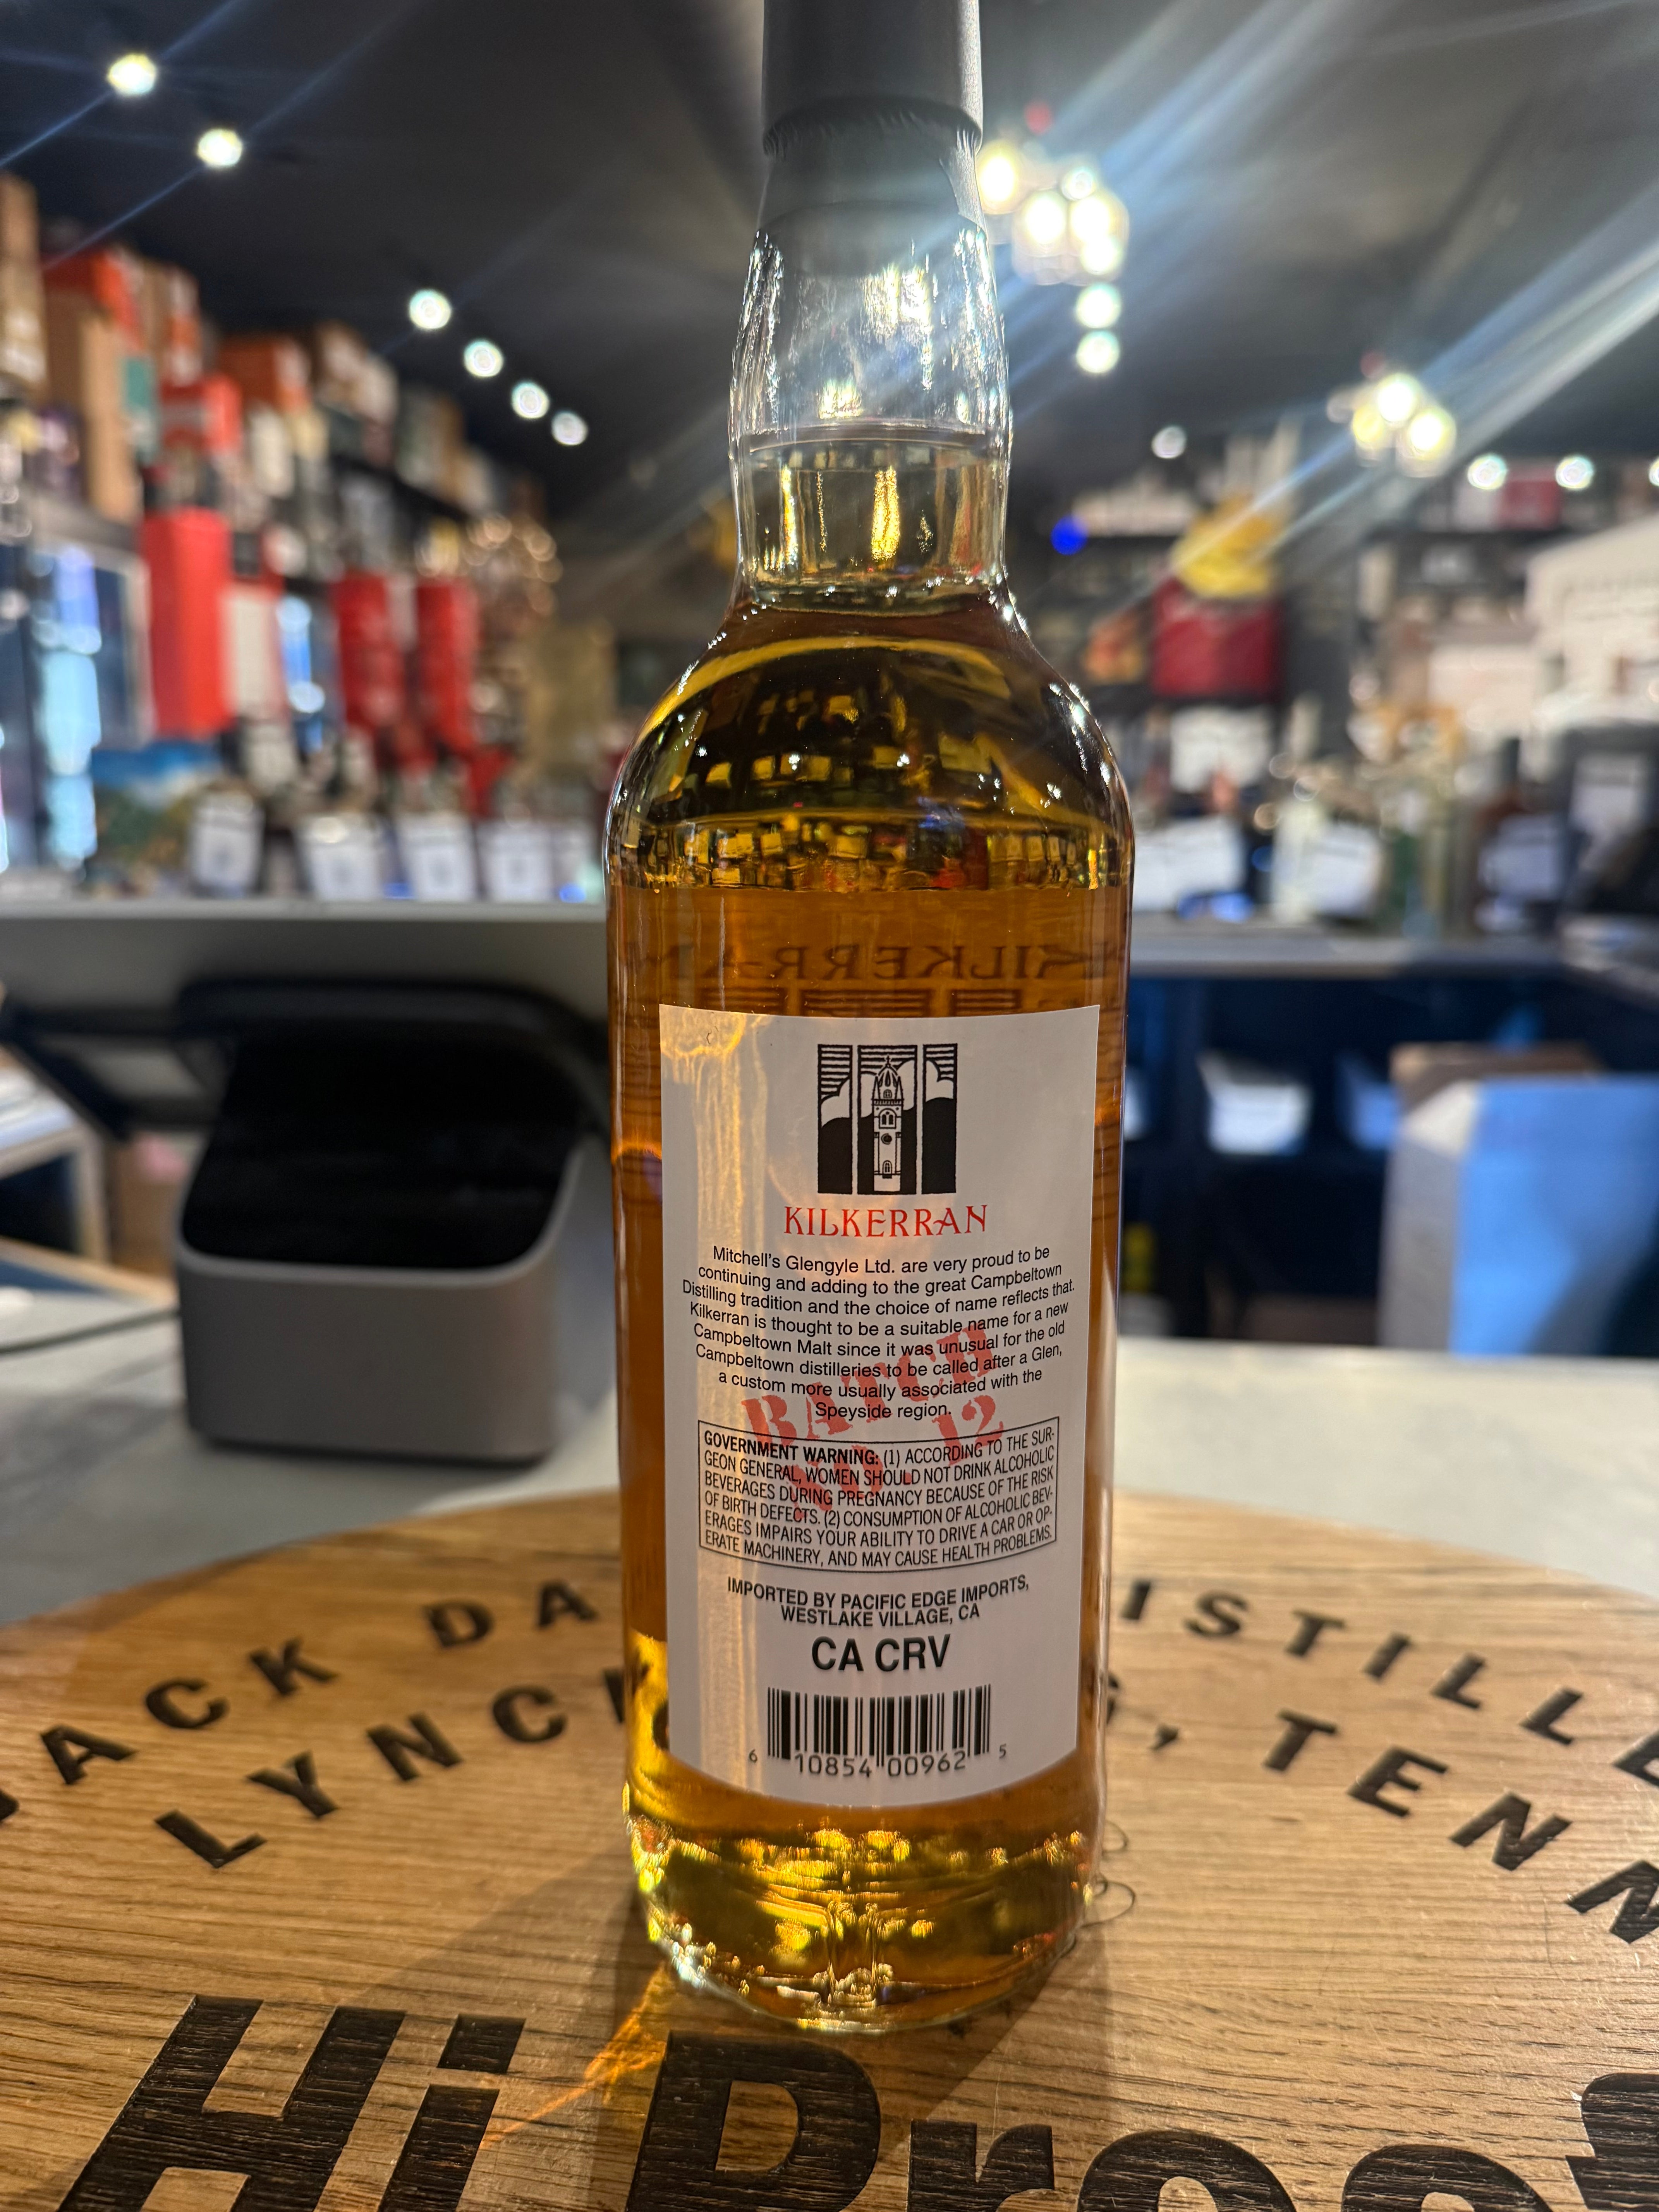 KILKERRAN
KILKERRAN
Mitchell's Glengyle Ltd. are very proud to be
continuing and adding to the great Campbeltown
Distilling tradition and the choice of name reflects that.
Kilkerran is thought to be a suitable name for a new
Campbeltown Malt since it was unusual for the old
Campbeltown distilleries to be called after a Glen,
a custom more usually associated with the
Speyside region.
BATCH
NO. 12
GOVERNMENT WARNING: (1) ACCORDING TO THE SUR-
GEON GENERAL, WOMEN SHOULD NOT DRINK ALCOHOLIC
BEVERAGES DURING PREGNANCY BECAUSE OF THE RISK
OF BIRTH DEFECTS. (2) CONSUMPTION OF ALCOHOLIC BEV-
ERAGES IMPAIRS YOUR ABILITY TO DRIVE A CAR OR OP-
ERATE MACHINERY, AND MAY CAUSE HEALTH PROBLEMS.
IMPORTED BY PACIFIC EDGE IMPORTS,
WESTLAKE VILLAGE, CA
CA CRV
6 10854 00962 5
JACK DA ISTILLE
LYNC G, TENN
Hi Proof